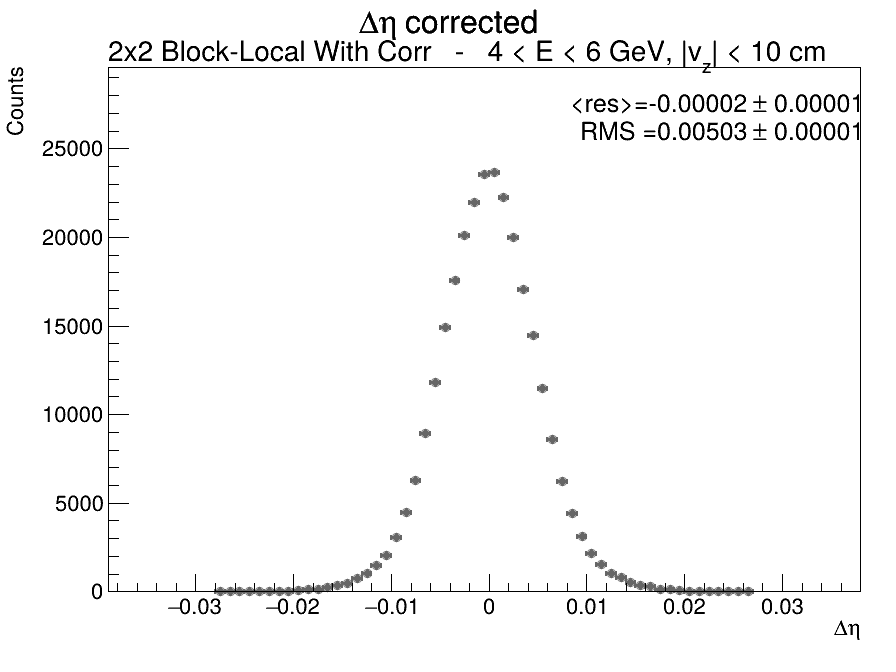 Δη corrected
2x2 Block-Local With Corr - 4 < E < 6 GeV, |v_z| < 10 cm
<res>=-0.00002 ± 0.00001
RMS =0.00503 ± 0.00001
Counts
25000
20000
15000
10000
5000
0
−0.03 −0.02 −0.01 0 0.01 0.02 0.03
Δη